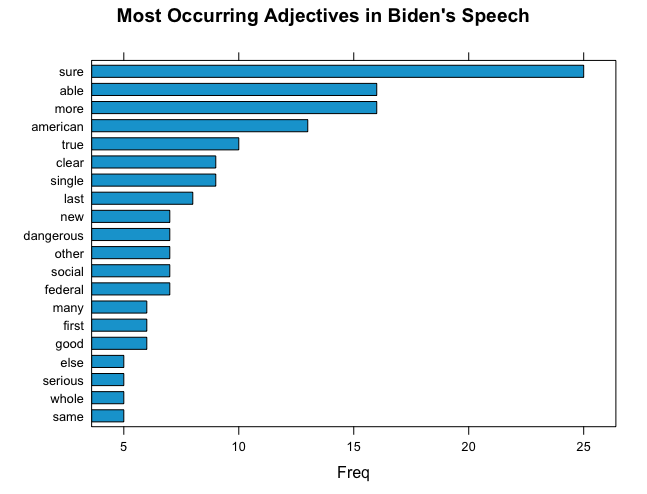 Most Occurring Adjectives in Biden's Speech
sure
able
more
american
true
clear
single
last
new
dangerous
other
social
federal
many
first
good
else
serious
whole
same
5 10 15 20 25
Freq